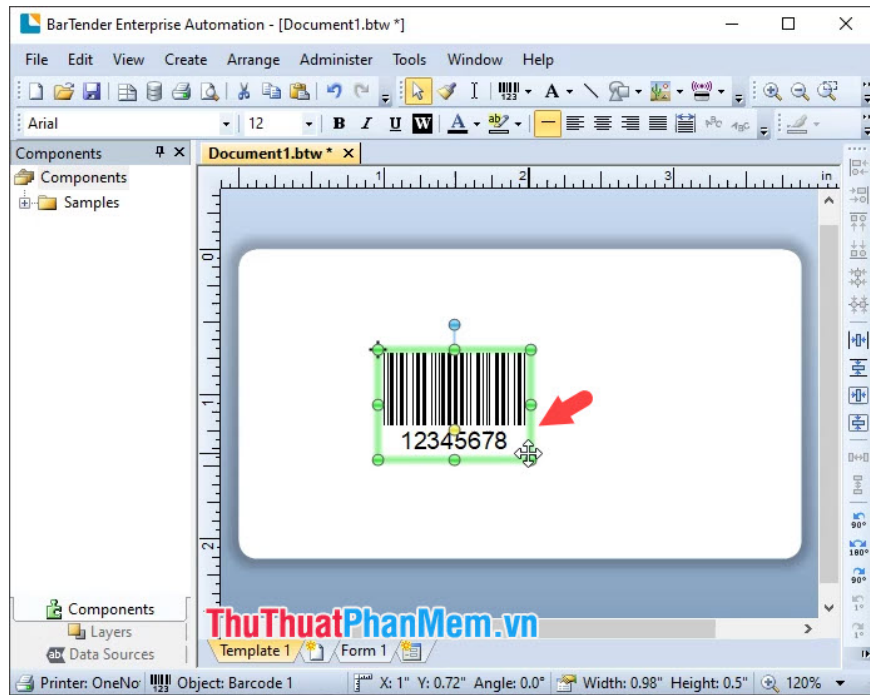 BarTender Enterprise Automation - [Document1.btw *]
File Edit View Create Arrange Administer Tools Window Help
Arial 12 B I U W A ab
Components
Document1.btw * ×
Components
Samples
1 2 3 in
0
1
2
12345678
90°
180°
90°
1°
1°
Components
Layers
Data Sources
ThuThuatPhanMem.vn
Template 1 Form 1
Printer: OneNo Object: Barcode 1 X: 1" Y: 0.72" Angle: 0.0° Width: 0.98" Height: 0.5" 120%